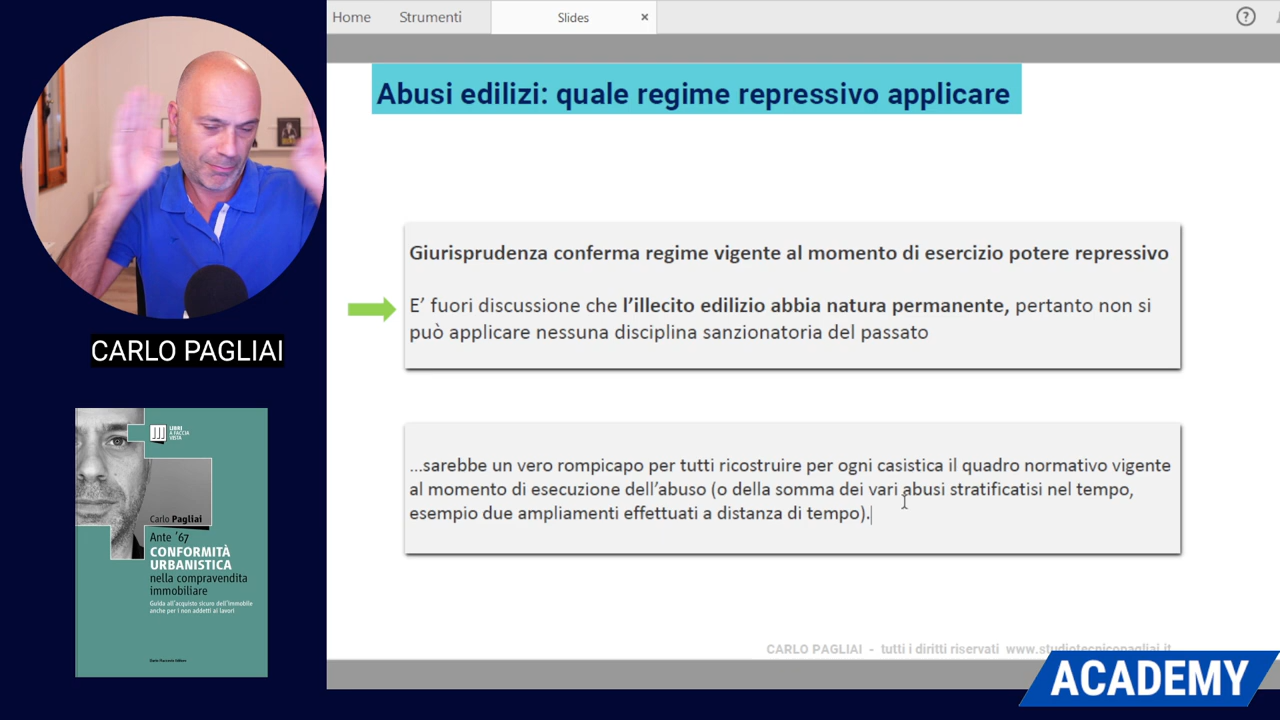 Home Strumenti Slides ×
?
Abusi edilizi: quale regime repressivo applicare
Giurisprudenza conferma regime vigente al momento di esercizio potere repressivo
E’ fuori discussione che l’illecito edilizio abbia natura permanente, pertanto non si
può applicare nessuna disciplina sanzionatoria del passato
...sarebbe un vero rompicapo per tutti ricostruire per ogni casistica il quadro normativo vigente
al momento di esecuzione dell’abuso (o della somma dei vari abusi stratificatisi nel tempo,
esempio due ampliamenti effettuati a distanza di tempo).
CARLO PAGLIAI - tutti i diritti riservati www.studiotecnicopagliai.it
ACADEMY
CARLO PAGLIAI
LIBRI
A FACCIA
VISTA
Carlo Pagliai
Ante ’67
CONFORMITÀ
URBANISTICA
nella compravendita
immobiliare
Guida all’acquisto sicuro dell’immobile
anche per i non addetti ai lavori